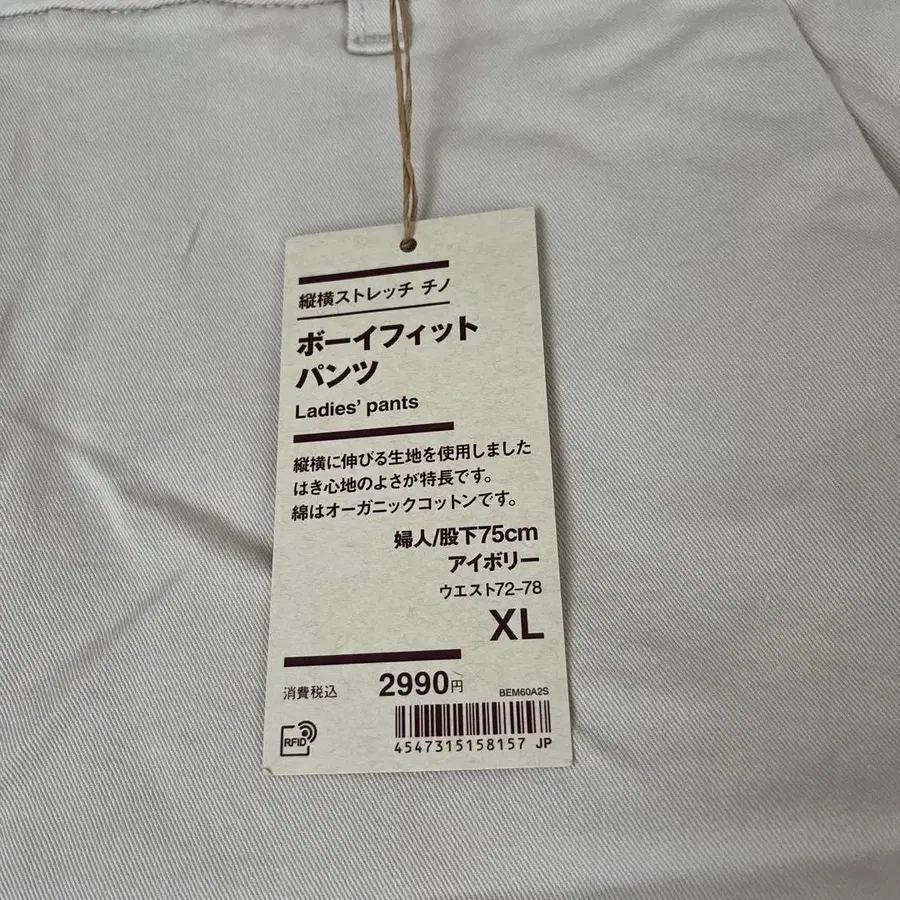 縦横ストレッチ チノ
ボーイフィット
パンツ
Ladies' pants
縦横に伸びる生地を使用しました
はき心地のよさが特長です。
綿はオーガニックコットンです。
婦人/股下75cm
アイボリー
ウエスト72–78
XL
消費税込 2990円
BEM60A2S
RFID
4547315158157 JP